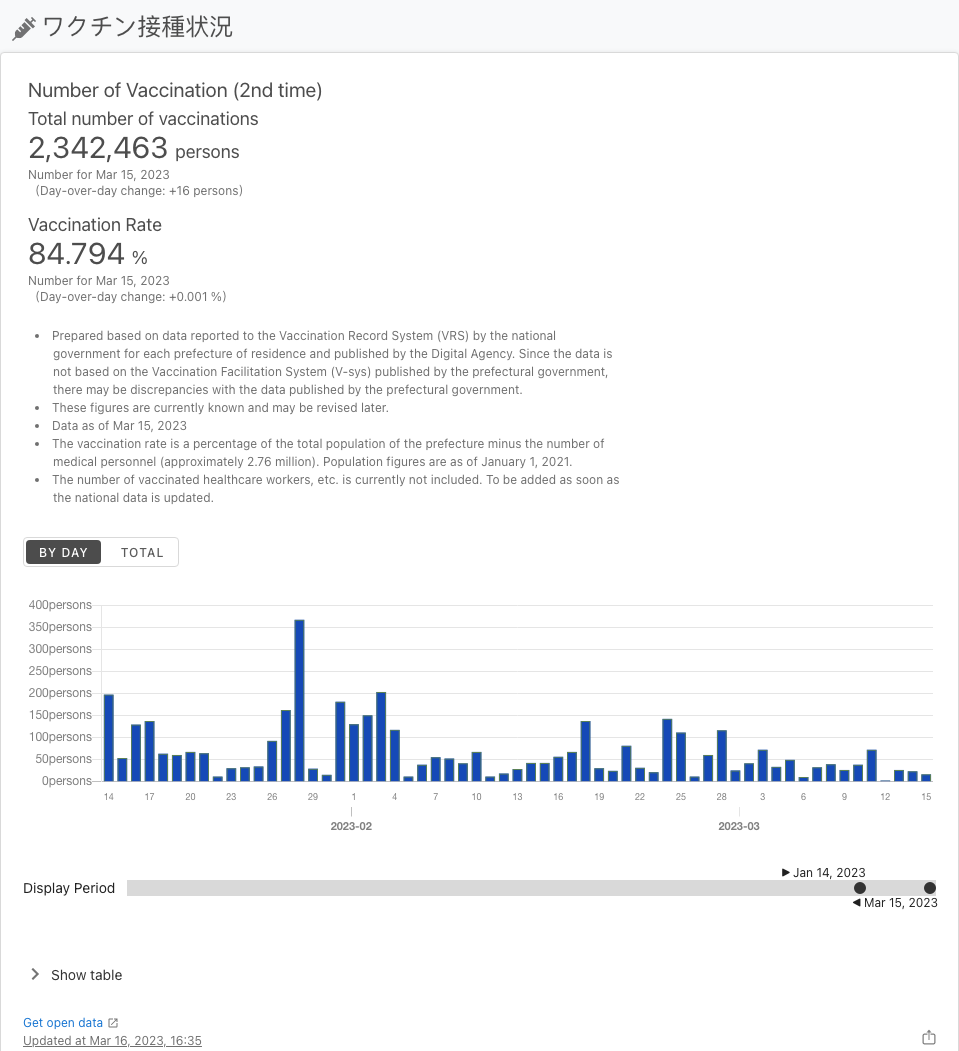 ワクチン接種状況
Number of Vaccination (2nd time)
Total number of vaccinations
2,342,463 persons
Number for Mar 15, 2023
(Day-over-day change: +16 persons)
Vaccination Rate
84.794 %
Number for Mar 15, 2023
(Day-over-day change: +0.001 %)
• Prepared based on data reported to the Vaccination Record System (VRS) by the national
government for each prefecture of residence and published by the Digital Agency. Since the data is
not based on the Vaccination Facilitation System (V-sys) published by the prefectural government,
there may be discrepancies with the data published by the prefectural government.
• These figures are currently known and may be revised later.
• Data as of Mar 15, 2023
• The vaccination rate is a percentage of the total population of the prefecture minus the number of
medical personnel (approximately 2.76 million). Population figures are as of January 1, 2021.
• The number of vaccinated healthcare workers, etc. is currently not included. To be added as soon as
the national data is updated.
BY DAY TOTAL
400persons
350persons
300persons
250persons
200persons
150persons
100persons
50persons
0persons
14 17 20 23 26 29 1 4 7 10 13 16 19 22 25 28 3 6 9 12 15
2023-02 2023-03
Jan 14, 2023
Display Period
Mar 15, 2023
Show table
Get open data
Updated at Mar 16, 2023, 16:35